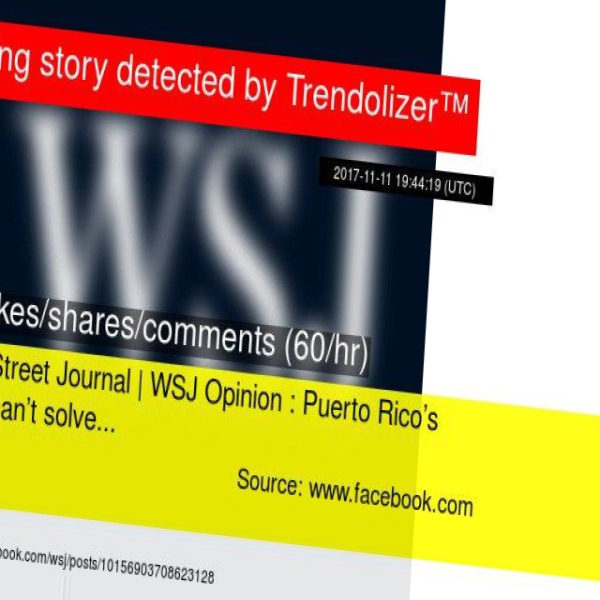 ng story detected by Trendolizer™
WSJ
2017-11-11 19:44:19 (UTC)
kes/shares/comments (60/hr)
Street Journal | WSJ Opinion : Puerto Rico's
an't solve...
Source: www.facebook.com
book.com/wsj/posts/10156903708623128